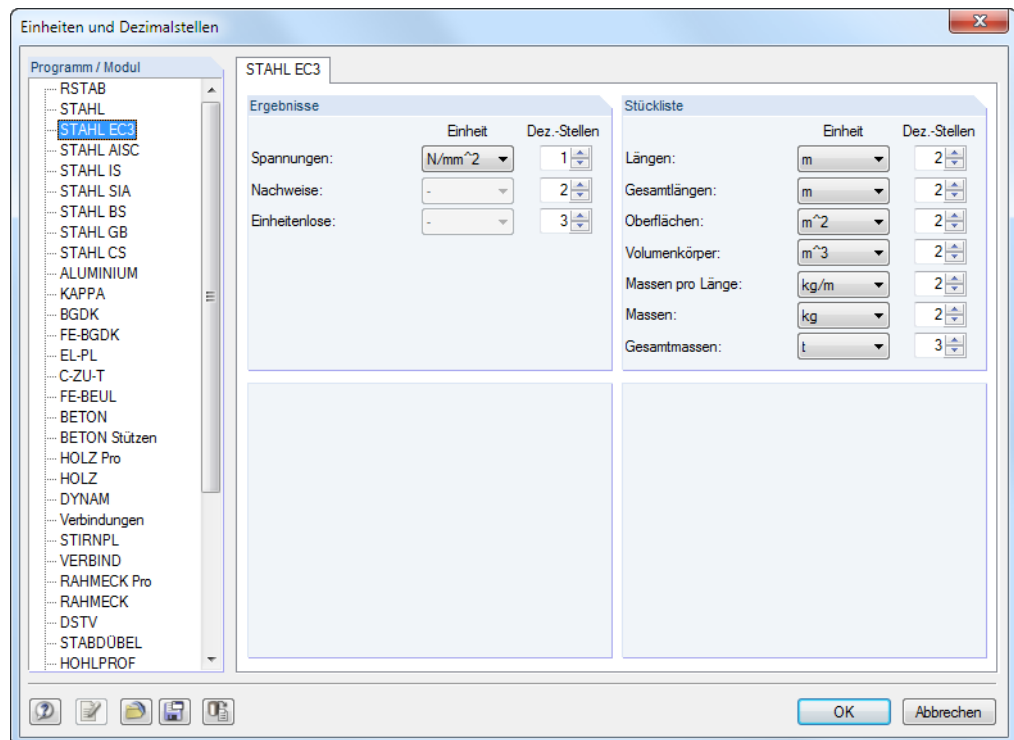 Einheiten und Dezimalstellen
Programm / Modul
RSTAB
STAHL
STAHL EC3
STAHL AISC
STAHL IS
STAHL SIA
STAHL BS
STAHL GB
STAHL CS
ALUMINIUM
KAPPA
BGDK
FE-BGDK
EL-PL
C-ZU-T
FE-BEUL
BETON
BETON Stützen
HOLZ Pro
HOLZ
DYNAM
Verbindungen
STIRNPL
VERBIND
RAHMECK Pro
RAHMECK
DSTV
STABDÜBEL
HOHLPROF
STAHL EC3
Ergebnisse
Einheit Dez.-Stellen
Spannungen: N/mm^2 1
Nachweise: - 2
Einheitenlose: - 3
Stückliste
Einheit Dez.-Stellen
Längen: m 2
Gesamtlängen: m 2
Oberflächen: m^2 2
Volumenkörper: m^3 2
Massen pro Länge: kg/m 2
Massen: kg 2
Gesamtmassen: t 3
OK Abbrechen